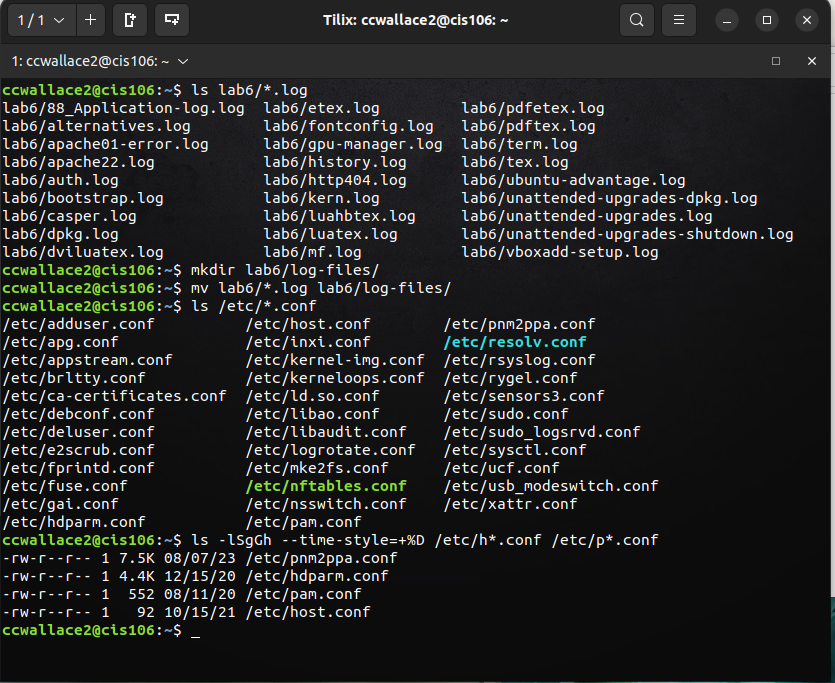 1 / 1
Tilix: ccwallace2@cis106: ~
1: ccwallace2@cis106: ~
ccwallace2@cis106:~$ ls lab6/*.log
lab6/88_Application-log.log  lab6/etex.log         lab6/pdfetex.log
lab6/alternatives.log        lab6/fontconfig.log   lab6/pdftex.log
lab6/apache01-error.log      lab6/gpu-manager.log  lab6/term.log
lab6/apache22.log            lab6/history.log      lab6/tex.log
lab6/auth.log                lab6/http404.log      lab6/ubuntu-advantage.log
lab6/bootstrap.log           lab6/kern.log         lab6/unattended-upgrades-dpkg.log
lab6/casper.log              lab6/luahbtex.log     lab6/unattended-upgrades.log
lab6/dpkg.log                lab6/luatex.log       lab6/unattended-upgrades-shutdown.log
lab6/dviluatex.log           lab6/mf.log           lab6/vboxadd-setup.log
ccwallace2@cis106:~$ mkdir lab6/log-files/
ccwallace2@cis106:~$ mv lab6/*.log lab6/log-files/
ccwallace2@cis106:~$ ls /etc/*.conf
/etc/adduser.conf          /etc/host.conf        /etc/pnm2ppa.conf
/etc/apg.conf              /etc/inxi.conf        /etc/resolv.conf
/etc/appstream.conf        /etc/kernel-img.conf  /etc/rsyslog.conf
/etc/brltty.conf           /etc/kerneloops.conf  /etc/rygel.conf
/etc/ca-certificates.conf  /etc/ld.so.conf       /etc/sensors3.conf
/etc/debconf.conf          /etc/libao.conf       /etc/sudo.conf
/etc/deluser.conf          /etc/libaudit.conf    /etc/sudo_logsrvd.conf
/etc/e2scrub.conf          /etc/logrotate.conf   /etc/sysctl.conf
/etc/fprintd.conf          /etc/mke2fs.conf      /etc/ucf.conf
/etc/fuse.conf             /etc/nftables.conf    /etc/usb_modeswitch.conf
/etc/gai.conf              /etc/nsswitch.conf    /etc/xattr.conf
/etc/hdparm.conf           /etc/pam.conf
ccwallace2@cis106:~$ ls -lSgGh --time-style=+%D /etc/h*.conf /etc/p*.conf
-rw-r--r-- 1 7.5K 08/07/23 /etc/pnm2ppa.conf
-rw-r--r-- 1 4.4K 12/15/20 /etc/hdparm.conf
-rw-r--r-- 1  552 08/11/20 /etc/pam.conf
-rw-r--r-- 1   92 10/15/21 /etc/host.conf
ccwallace2@cis106:~$ _